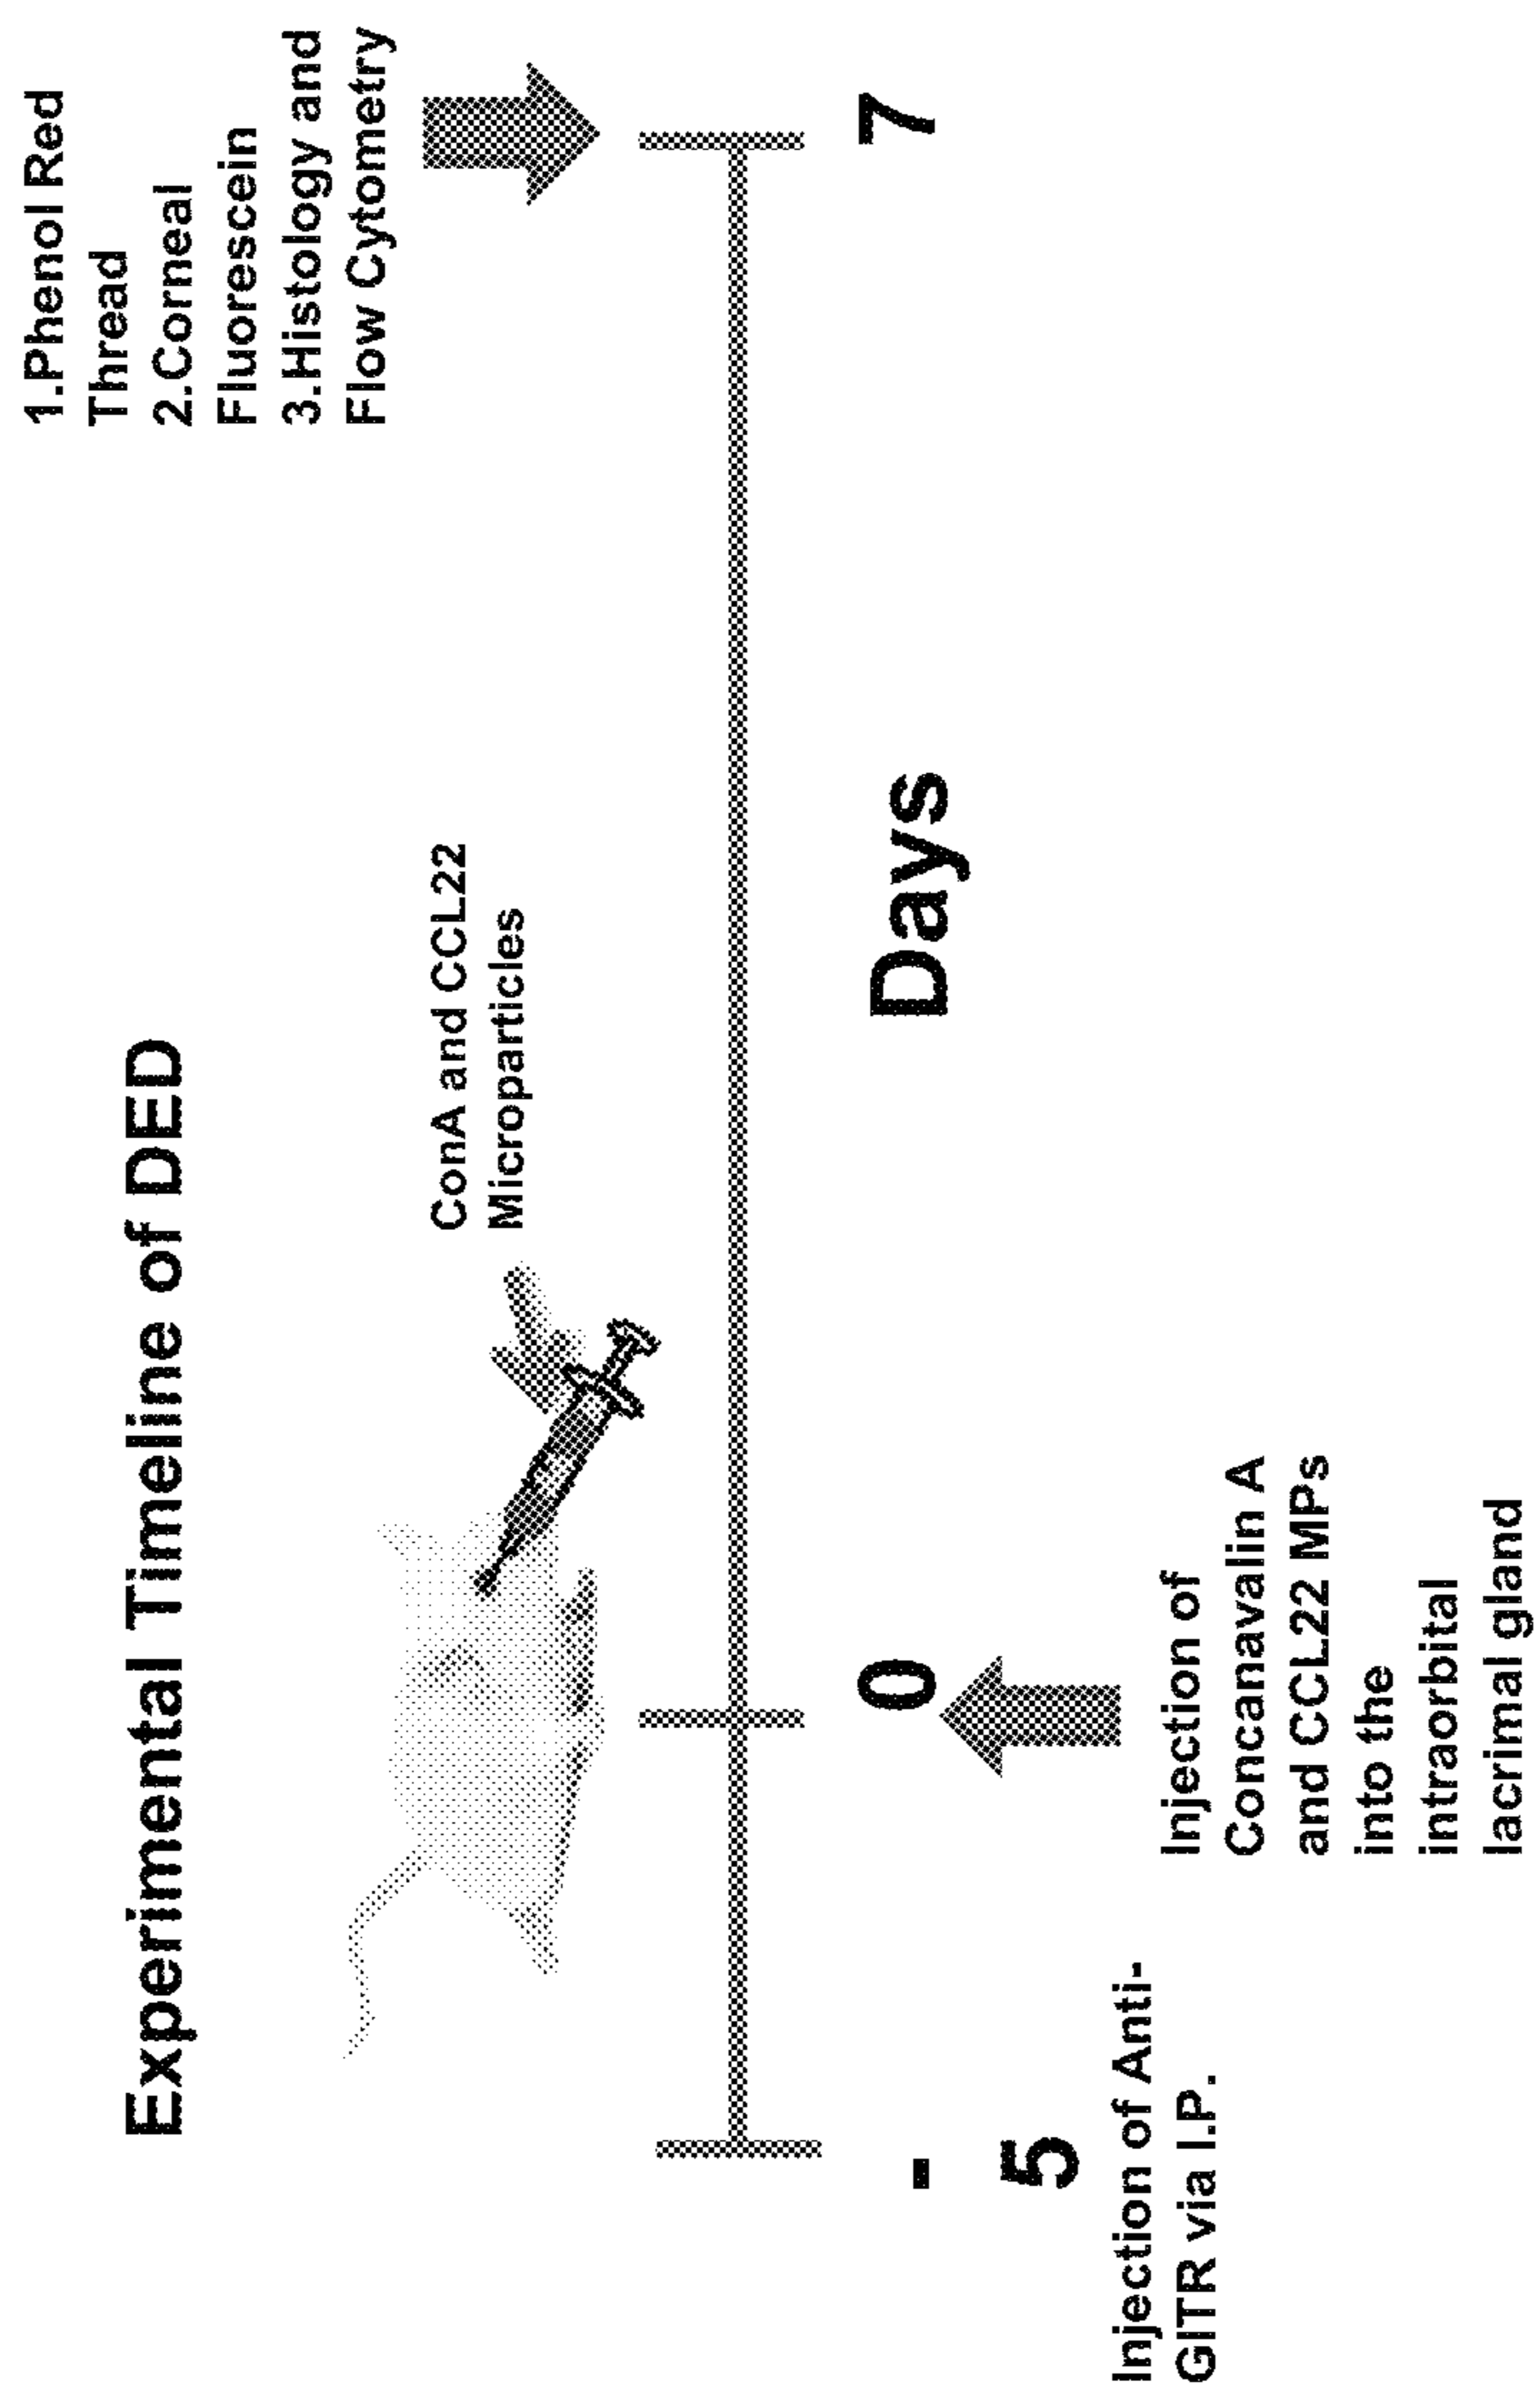 Experimental Timeline of DED
1.Phenol Red
Thread
2.Corneal
Fluorescein
3.Histology and
Flow Cytometry
ConA and CCL22
Microparticles
-
5
0
7
Days
Injection of Anti-
GITR via I.P.
Injection of
Concanavalin A
and CCL22 MPs
into the
intraorbital
lacrimal gland